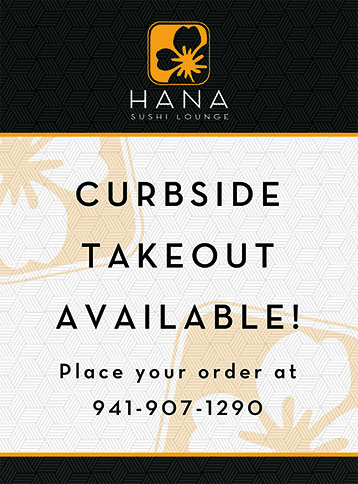 HANA
SUSHI LOUNGE
CURBSIDE
TAKEOUT
AVAILABLE!
Place your order at
941-907-1290